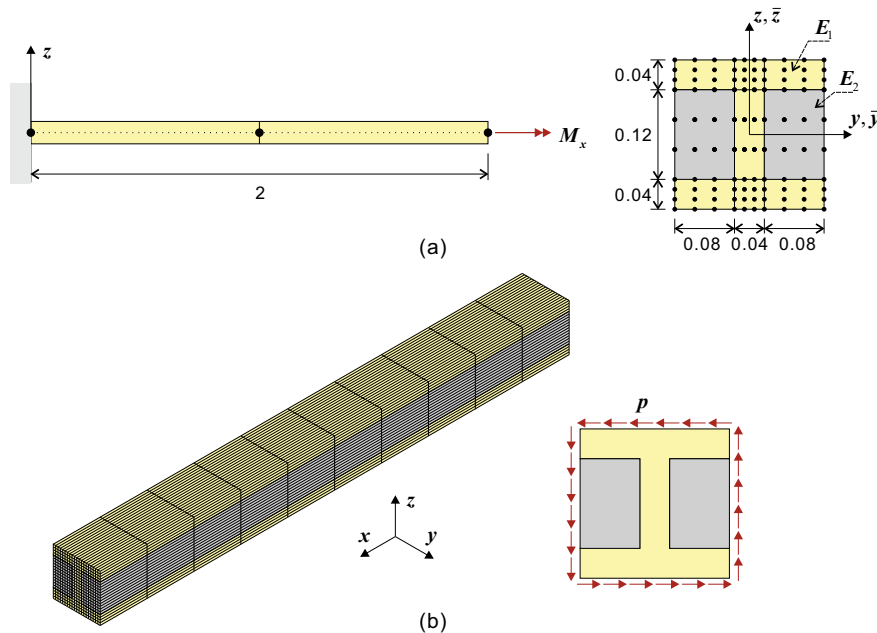 z
M_x
2
(a)
z, z̄
E_1
E_2
y, ȳ
0.04
0.12
0.04
0.08
0.04
0.08
p
z
x
y
(b)